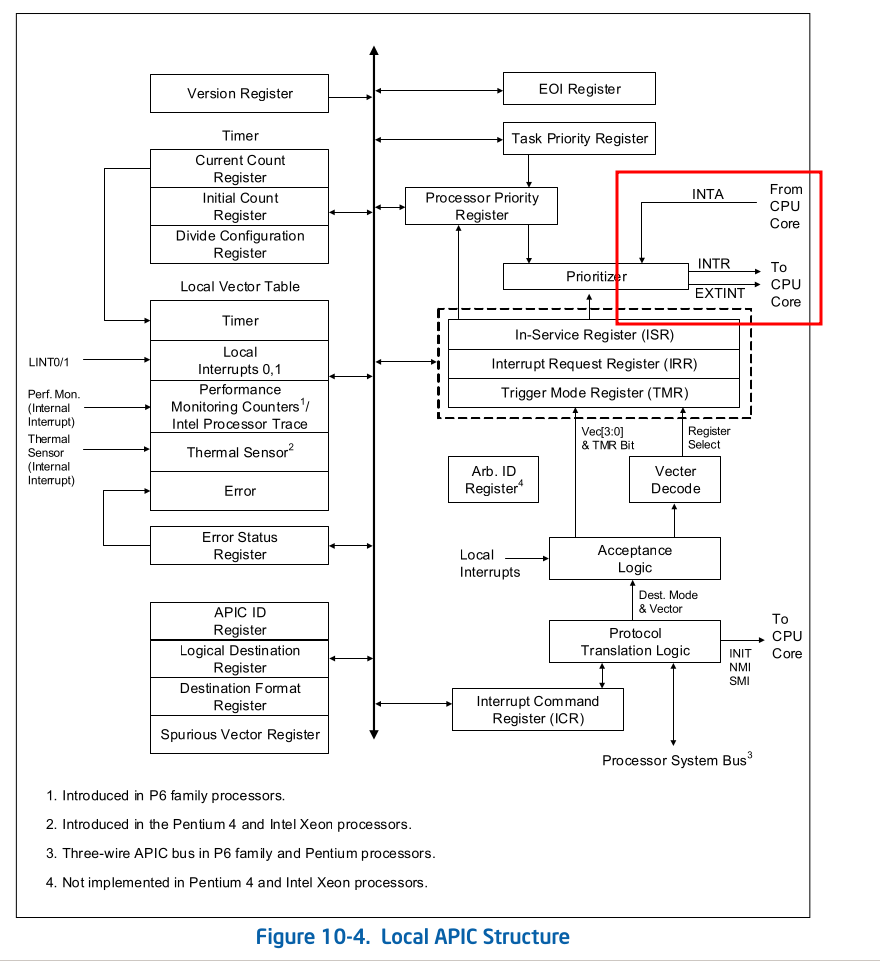 Version Register
EOI Register
Timer
Task Priority Register
Current Count
Register
Initial Count
Register
Divide Configuration
Register
Processor Priority
Register
INTA
From
CPU
Core
Prioritizer
INTR
EXTINT
To
CPU
Core
Local Vector Table
Timer
LINT0/1
Local
Interrupts 0,1
Perf. Mon.
(Internal
Interrupt)
Performance
Monitoring Counters1/
Intel Processor Trace
Thermal
Sensor
(Internal
Interrupt)
Thermal Sensor2
Error
Error Status
Register
In-Service Register (ISR)
Interrupt Request Register (IRR)
Trigger Mode Register (TMR)
Vec[3:0]
& TMR Bit
Register
Select
Arb. ID
Register4
Vecter
Decode
Local
Interrupts
Acceptance
Logic
Dest. Mode
& Vector
Protocol
Translation Logic
INIT
NMI
SMI
To
CPU
Core
APIC ID
Register
Logical Destination
Register
Destination Format
Register
Spurious Vector Register
Interrupt Command
Register (ICR)
Processor System Bus3
1. Introduced in P6 family processors.
2. Introduced in the Pentium 4 and Intel Xeon processors.
3. Three-wire APIC bus in P6 family and Pentium processors.
4. Not implemented in Pentium 4 and Intel Xeon processors.
Figure 10-4. Local APIC Structure